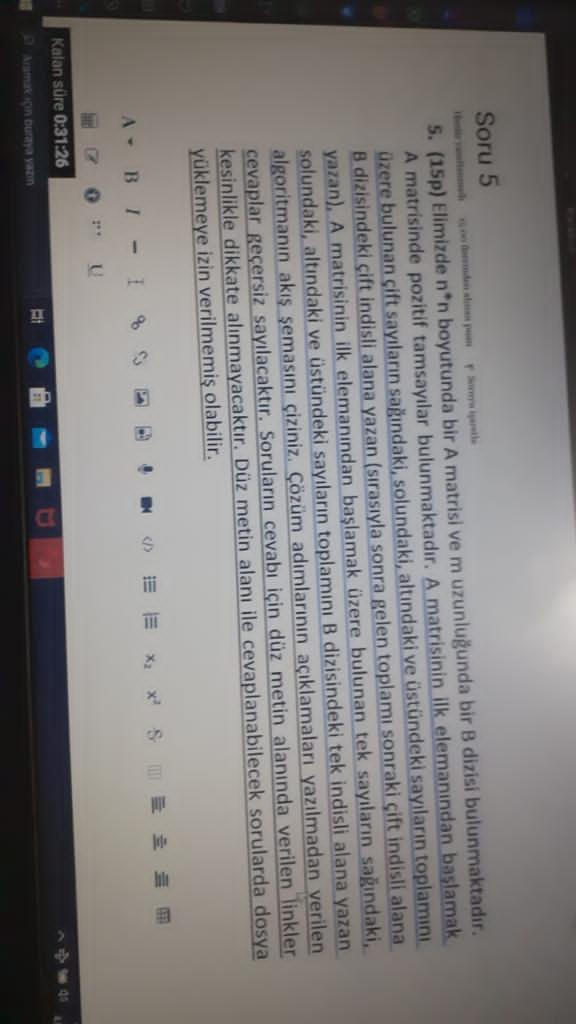 Soru 5
Henüz yanıtlanmadı 15,00 üzerinden alınan puan Soruyu işaretle
5. (15p) Elimizde n*n boyutunda bir A matrisi ve m uzunluğunda bir B dizisi bulunmaktadır.
A matrisinde pozitif tamsayılar bulunmaktadır. A matrisinin ilk elemanından başlamak
üzere bulunan çift sayıların sağındaki, solundaki, altındaki ve üstündeki sayıların toplamını
B dizisindeki çift indisli alana yazan (sırasıyla sonra gelen toplamı sonraki çift indisli alana
yazan), A matrisinin ilk elemanından başlamak üzere bulunan tek sayıların sağındaki,
solundaki, altındaki ve üstündeki sayıların toplamını B dizisindeki tek indisli alana yazan
algoritmanın akış şemasını çiziniz. Çözüm adımlarının açıklamaları yazılmadan verilen
cevaplar geçersiz sayılacaktır. Soruların cevabı için düz metin alanında verilen linkler
kesinlikle dikkate alınmayacaktır. Düz metin alanı ile cevaplanabilecek sorularda dosya
yüklemeye izin verilmemiş olabilir.
A B I x₂ x² S
U
Kalan süre 0:31:26
Aramak için buraya yazın